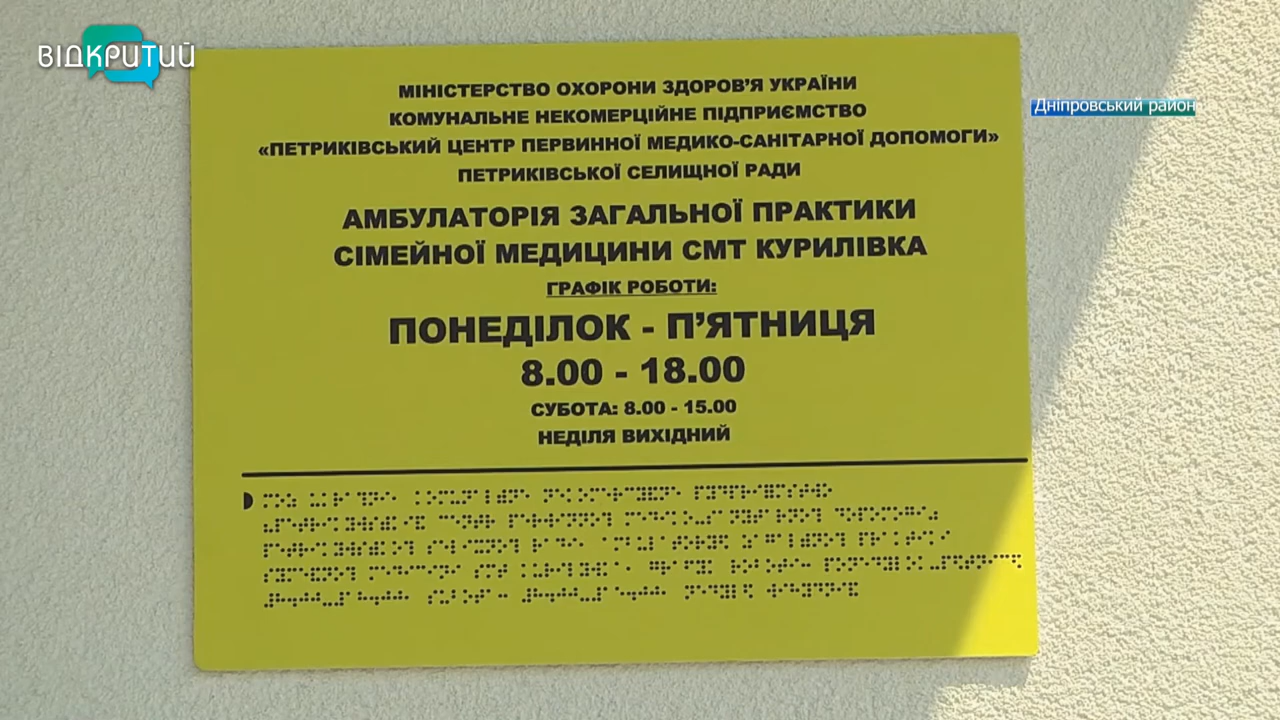 ВІДКРИТИЙ
Дніпровський район
МІНІСТЕРСТВО ОХОРОНИ ЗДОРОВ'Я УКРАЇНИ
КОМУНАЛЬНЕ НЕКОМЕРЦІЙНЕ ПІДПРИЄМСТВО
«ПЕТРИКІВСЬКИЙ ЦЕНТР ПЕРВИННОЇ МЕДИКО-САНІТАРНОЇ ДОПОМОГИ»
ПЕТРИКІВСЬКОЇ СЕЛИЩНОЇ РАДИ
АМБУЛАТОРІЯ ЗАГАЛЬНОЇ ПРАКТИКИ
СІМЕЙНОЇ МЕДИЦИНИ СМТ КУРИЛІВКА
ГРАФІК РОБОТИ:
ПОНЕДІЛОК - П'ЯТНИЦЯ
8.00 - 18.00
СУБОТА: 8.00 - 15.00
НЕДІЛЯ ВИХІДНИЙ